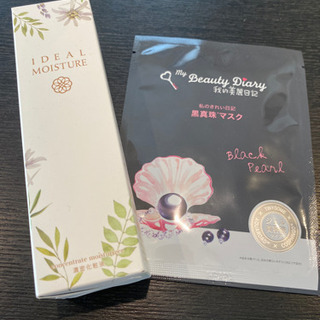 IDEAL
MOISTURE
My Beauty Diary
我的美麗日記
私のきれい日記
黒真珠マスク
Black
Pearl